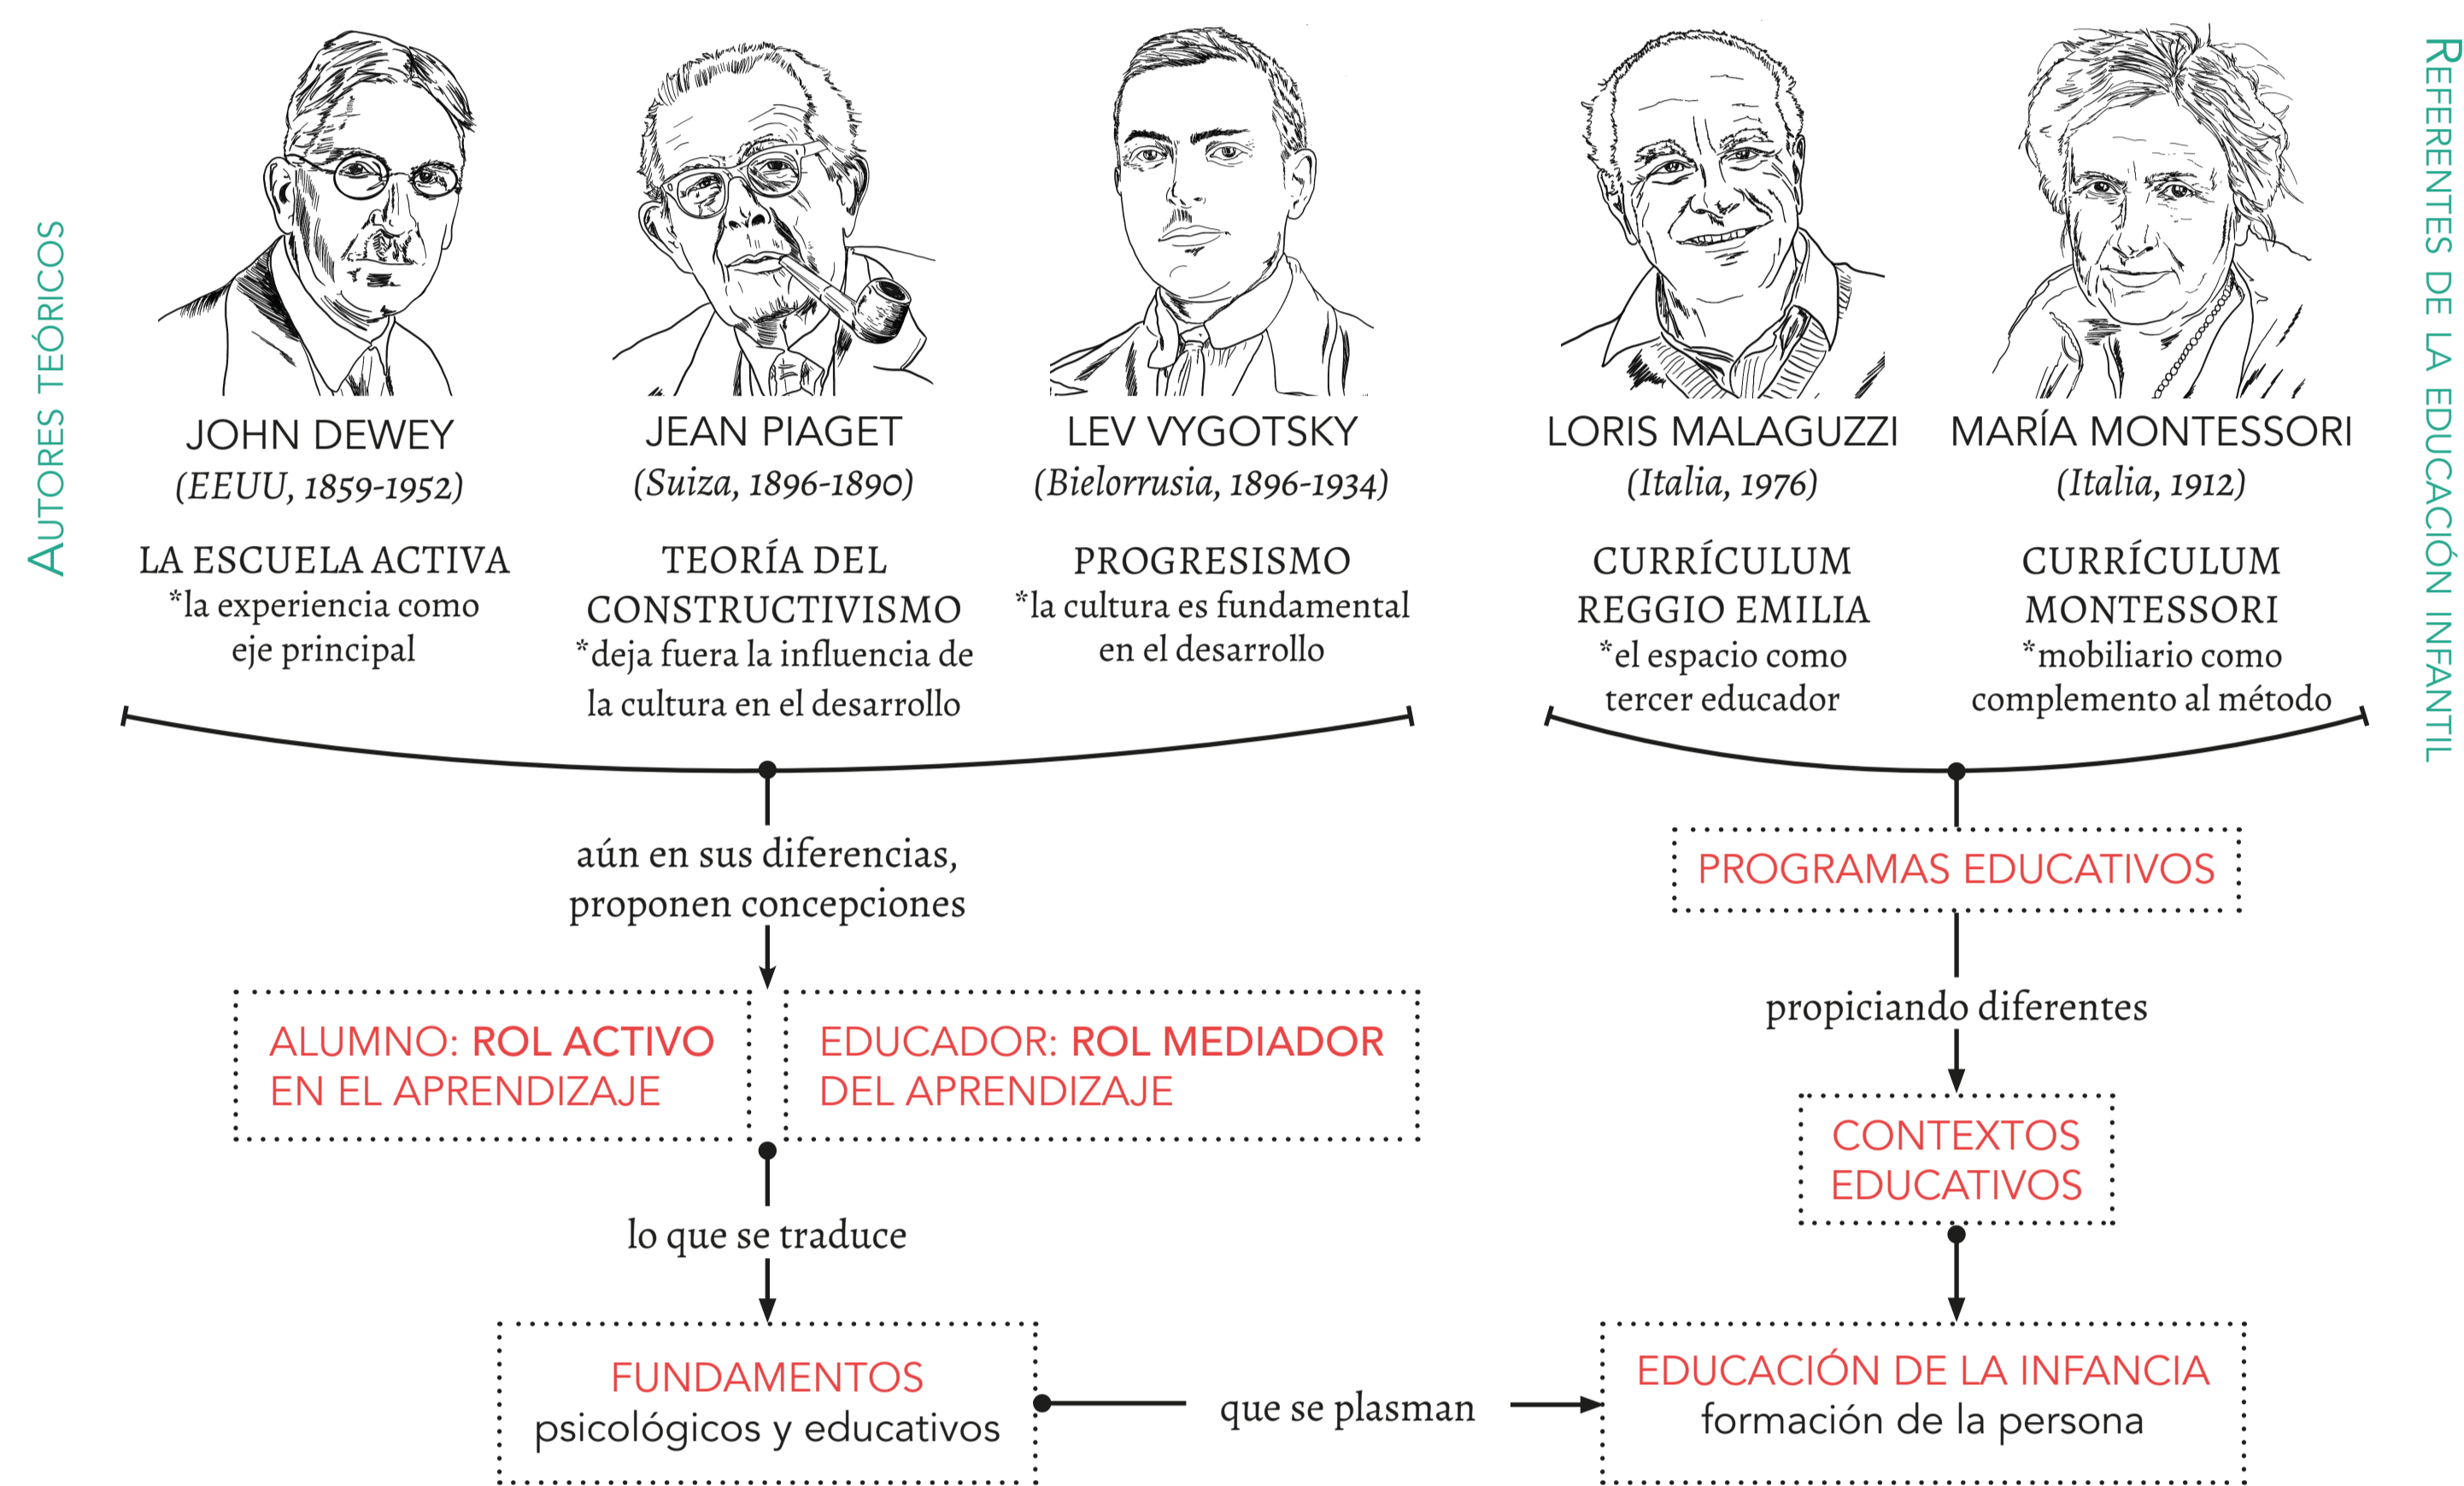 AUTORES TEÓRICOS
JOHN DEWEY
(EEUU, 1859-1952)
LA ESCUELA ACTIVA
*la experiencia como
eje principal
JEAN PIAGET
(Suiza, 1896-1890)
TEORÍA DEL
CONSTRUCTIVISMO
*deja fuera la influencia de
la cultura en el desarrollo
LEV VYGOTSKY
(Bielorrusia, 1896-1934)
PROGRESISMO
*la cultura es fundamental
en el desarrollo
LORIS MALAGUZZI
(Italia, 1976)
CURRÍCULUM
REGGIO EMILIA
*el espacio como
tercer educador
MARÍA MONTESSORI
(Italia, 1912)
CURRÍCULUM
MONTESSORI
*mobiliario como
complemento al método
REFERENTES DE LA EDUCACIÓN INFANTIL
aún en sus diferencias,
proponen concepciones
ALUMNO: ROL ACTIVO
EN EL APRENDIZAJE
EDUCADOR: ROL MEDIADOR
DEL APRENDIZAJE
lo que se traduce
FUNDAMENTOS
psicológicos y educativos
que se plasman
PROGRAMAS EDUCATIVOS
propiciando diferentes
CONTEXTOS
EDUCATIVOS
EDUCACIÓN DE LA INFANCIA
formación de la persona